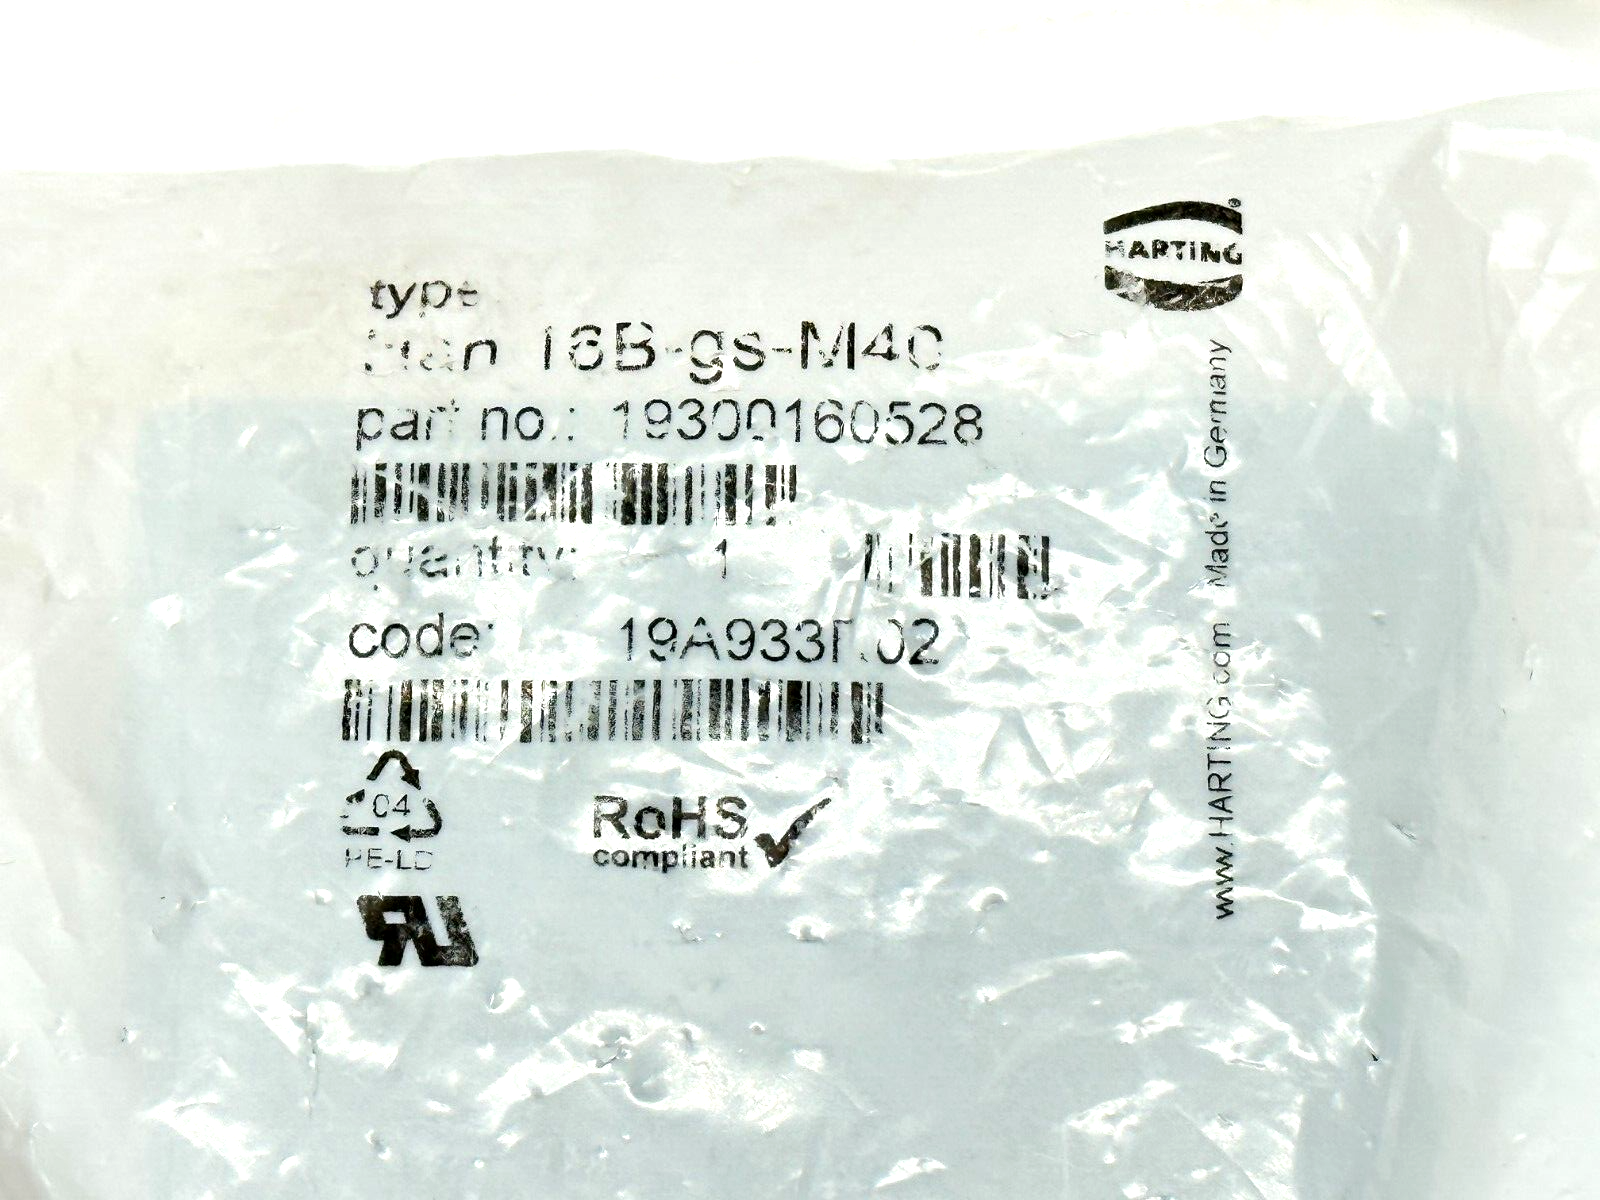 HARTING
type
Han 16B-gs-M40
part no.: 19300160528
quantity: 1
code:
04
PE-LD
RoHS
compliant
www.HARTING.com Made in Germany